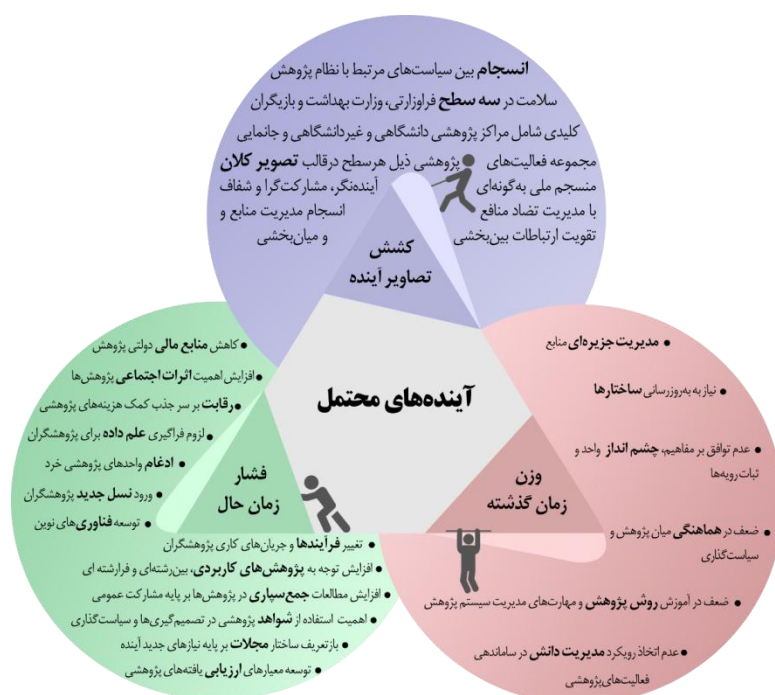 انسجام بین سیاست‌های مرتبط با نظام پژوهش
سلامت در سه سطح فراوزارتی، وزارت بهداشت و بازیگران
کلیدی شامل مراکز پژوهشی دانشگاهی و غیردانشگاهی و جانمایی
مجموعه فعالیت‌های پژوهشی ذیل هرسطح درقالب تصویر کلان
منسجم ملی به‌گونه‌ای آینده‌نگر، مشارکت‌گرا و شفاف
با مدیریت تضاد منافع انسجام مدیریت منابع و
تقویت ارتباطات بین‌بخشی و میان‌بخشی
کشش
تصاویر آینده
آینده‌های محتمل
وزن
زمان گذشته
• مدیریت جزیره‌ای منابع
• نیاز به به‌روزرسانی ساختارها
• عدم توافق بر مفاهیم، چشم انداز واحد و
ثبات رویه‌ها
• ضعف در هماهنگی میان پژوهش و
سیاست‌گذاری
• ضعف در آموزش روش پژوهش و مهارت‌های مدیریت سیستم پژوهش
• عدم اتخاذ رویکرد مدیریت دانش در ساماندهی
فعالیت‌های‌پژوهشی
فشار
زمان حال
• کاهش منابع مالی دولتی پژوهش
• افزایش اهمیت اثرات اجتماعی پژوهش‌ها
• رقابت بر سر جذب کمک هزینه‌های پژوهشی
• لزوم فراگیری علم داده برای پژوهشگران
• ادغام واحدهای پژوهشی خرد
• ورود نسل جدید پژوهشگران
• توسعه فناوری‌های نوین
• تغییر فرآیندها و جریان‌های کاری پژوهشگران
• افزایش توجه به پژوهش‌های کاربردی، بین‌رشته‌ای و فرارشته ای
• افزایش مطالعات جمع‌سپاری در پژوهش‌ها بر پایه مشارکت عمومی
• اهمیت استفاده از شواهد پژوهشی در تصمیم‌گیری‌ها و سیاست‌گذاری
• بازتعریف ساختار مجلات بر پایه نیازهای جدید آینده
• توسعه معیارهای ارزیابی یافته‌های پژوهشی